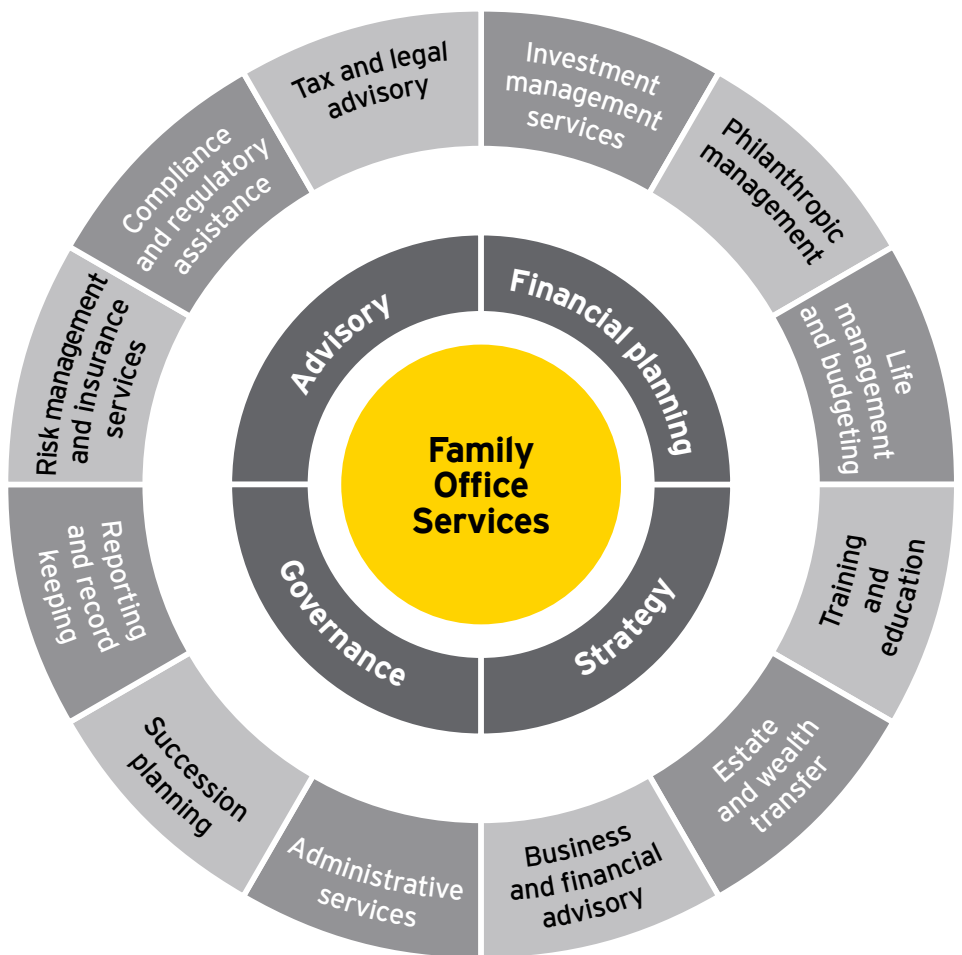 Family
Office
Services
Advisory
Financial planning
Strategy
Governance
Investment
management
services
Philanthropic
management
Life
management
and budgeting
Training
and
education
Estate
and wealth
transfer
Business
and financial
advisory
Administrative
services
Succession
planning
Reporting
and record
keeping
Risk management
and insurance
services
Compliance
and regulatory
assistance
Tax and legal
advisory